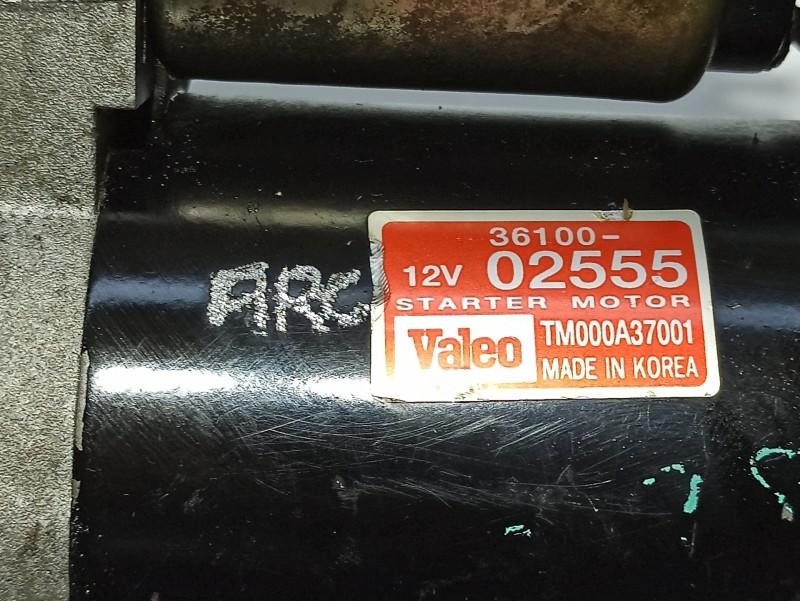 36100-
12V 02555
STARTER MOTOR
Valeo TM000A37001
MADE IN KOREA
ARC